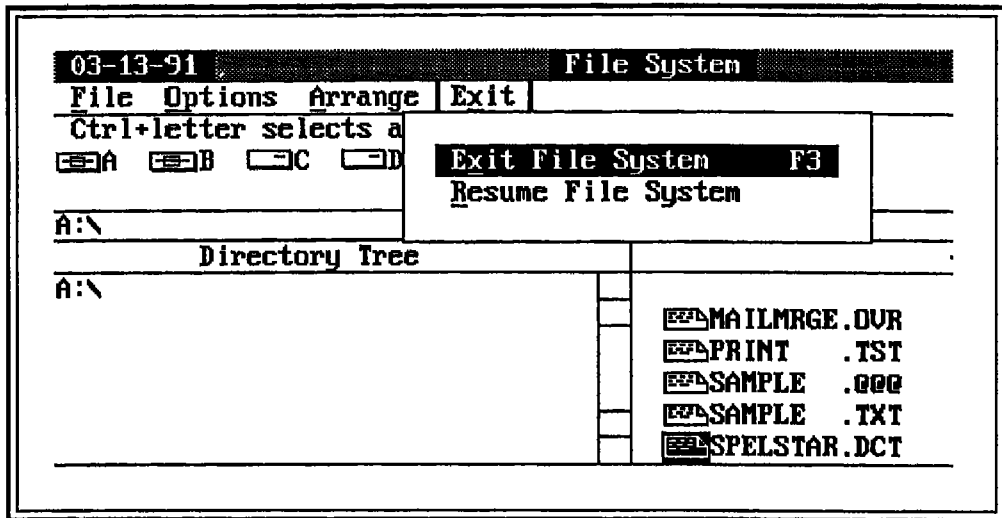 03-13-91 File System
File Options Arrange Exit
Ctrl+letter selects a
A B C D
Exit File System F3
Resume File System
A:\
Directory Tree
A:\
MAILMRGE.OVR
PRINT .TST
SAMPLE .@@@
SAMPLE .TXT
SPELSTAR.DCT